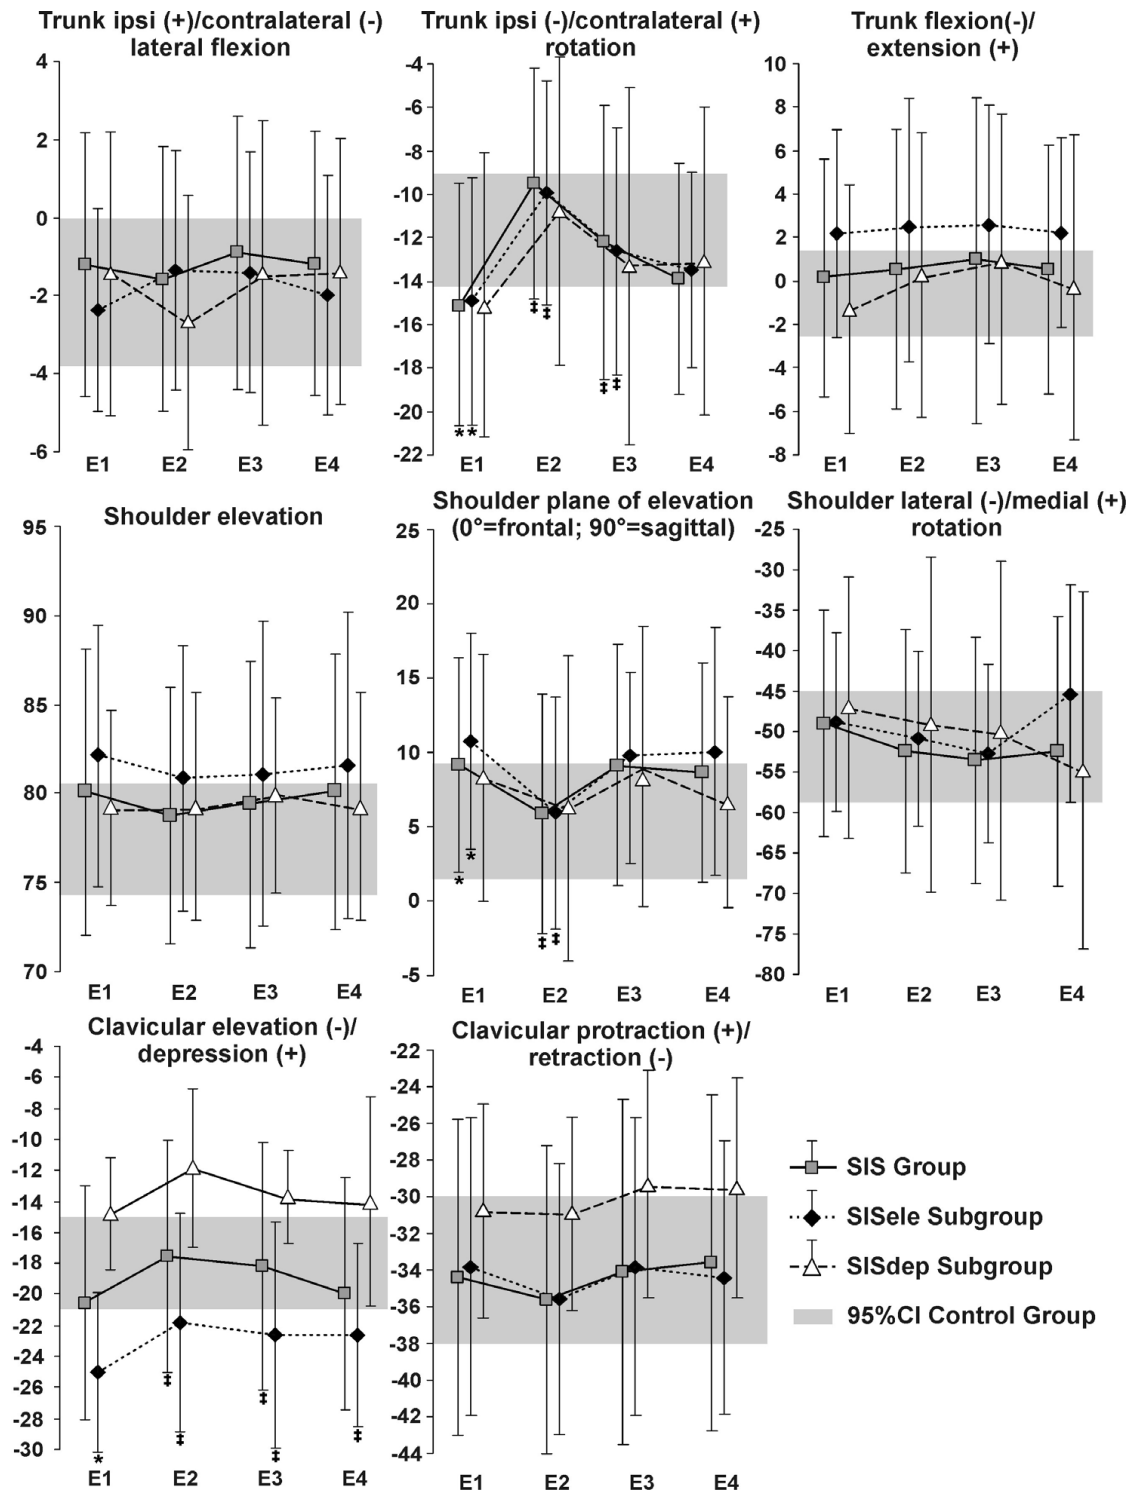 Trunk ipsi (+)/contralateral (-)
lateral flexion
4
2
0
-2
-4
-6
E1 E2 E3 E4
Trunk ipsi (-)/contralateral (+)
rotation
-4
-6
-8
-10
-12
-14
-16
-18
-20
-22
‡ ‡
‡ ‡
* *
E1 E2 E3 E4
Trunk flexion(-)/
extension (+)
10
8
6
4
2
0
-2
-4
-6
-8
E1 E2 E3 E4
Shoulder elevation
95
90
85
80
75
70
E1 E2 E3 E4
Shoulder plane of elevation
(0°=frontal; 90°=sagittal)
25
20
15
10
5
0
-5
* *
‡ ‡
E1 E2 E3 E4
Shoulder lateral (-)/medial (+)
rotation
-25
-30
-35
-40
-45
-50
-55
-60
-65
-70
-75
-80
E1 E2 E3 E4
Clavicular elevation (-)/
depression (+)
-4
-6
-8
-10
-12
-14
-16
-18
-20
-22
-24
-26
-28
-30
‡ ‡
* ‡ ‡ ‡
E1 E2 E3 E4
Clavicular protraction (+)/
retraction (-)
-22
-24
-26
-28
-30
-32
-34
-36
-38
-40
-42
-44
E1 E2 E3 E4
SIS Group
SISele Subgroup
SISdep Subgroup
95%CI Control Group